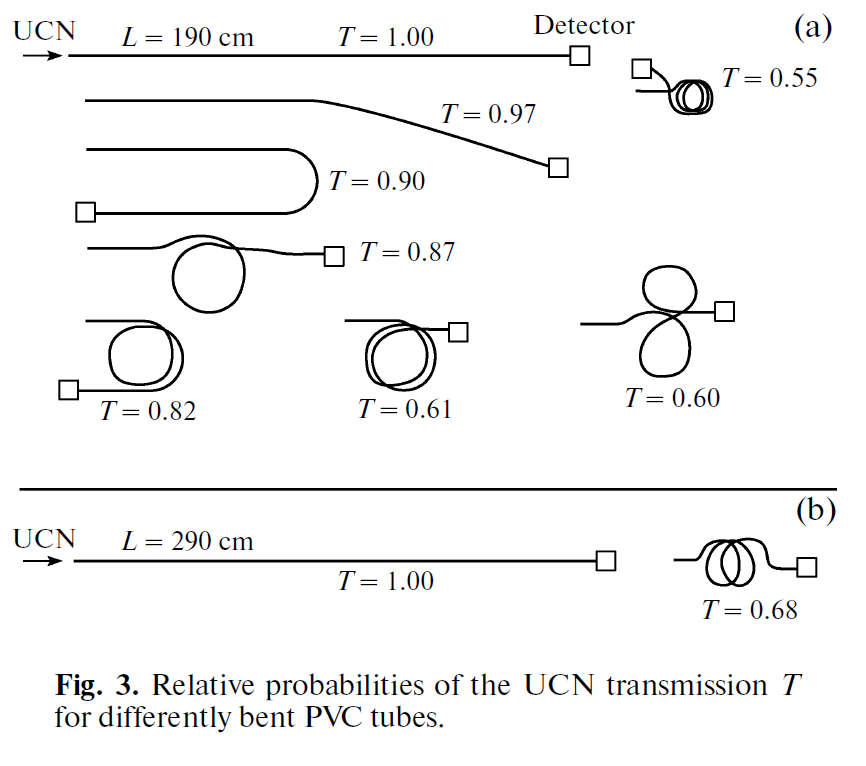 UCN L = 190 cm T = 1.00 Detector (a)
T = 0.55
T = 0.97
T = 0.90
T = 0.87
T = 0.82 T = 0.61 T = 0.60
(b)
UCN L = 290 cm
T = 1.00
T = 0.68
Fig. 3. Relative probabilities of the UCN transmission T
for differently bent PVC tubes.